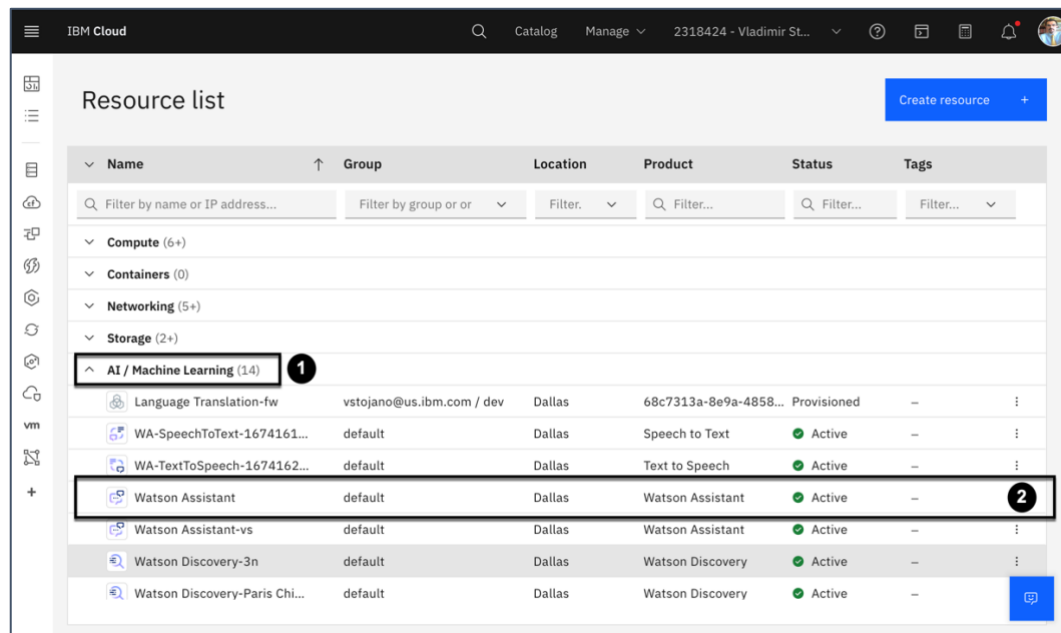 IBM Cloud Catalog Manage 2318424 - Vladimir St...
Resource list
Create resource +
Name Group Location Product Status Tags
Filter by name or IP address... Filter by group or or Filter. Filter... Filter... Filter...
Compute (6+)
Containers (0)
Networking (5+)
Storage (2+)
AI / Machine Learning (14) 1
Language Translation-fw vstojano@us.ibm.com / dev Dallas 68c7313a-8e9a-4858... Provisioned –
WA-SpeechToText-1674161... default Dallas Speech to Text Active –
WA-TextToSpeech-1674162... default Dallas Text to Speech Active –
Watson Assistant default Dallas Watson Assistant Active – 2
Watson Assistant-vs default Dallas Watson Assistant Active –
vm
Watson Discovery-3n default Dallas Watson Discovery Active –
Watson Discovery-Paris Chi... default Dallas Watson Discovery Active –